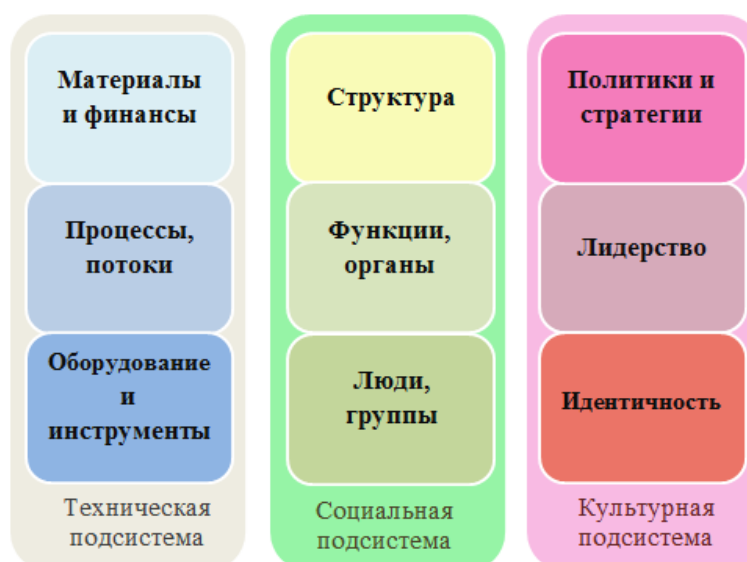 Материалы
и финансы
Процессы,
потоки
Оборудование
и
инструменты
Техническая
подсистема
Структура
Функции,
органы
Люди,
группы
Социальная
подсистема
Политики и
стратегии
Лидерство
Идентичность
Культурная
подсистема